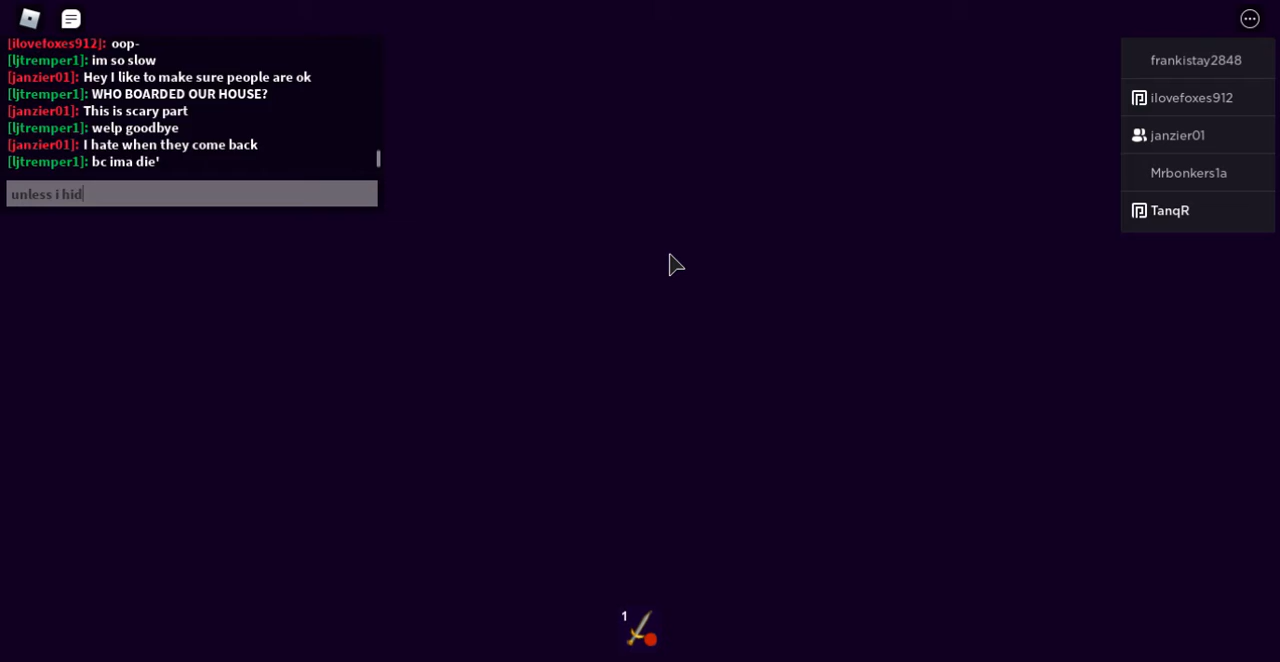 [ilovefoxes912]: oop-
[ljtremper1]: im so slow
[janzier01]: Hey I like to make sure people are ok
[ljtremper1]: WHO BOARDED OUR HOUSE?
[janzier01]: This is scary part
[ljtremper1]: welp goodbye
[janzier01]: I hate when they come back
[ljtremper1]: bc ima die'
unless i hid
frankistay2848
ilovefoxes912
janzier01
Mrbonkers1a
TanqR
1